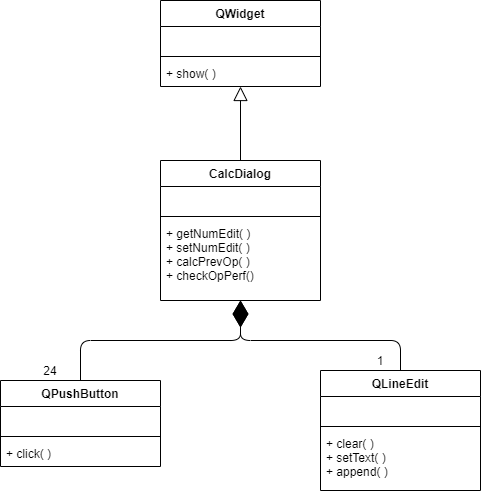 QWidget
+ show( )
CalcDialog
+ getNumEdit( )
+ setNumEdit( )
+ calcPrevOp( )
+ checkOpPerf()
24
1
QPushButton
+ click( )
QLineEdit
+ clear( )
+ setText( )
+ append( )